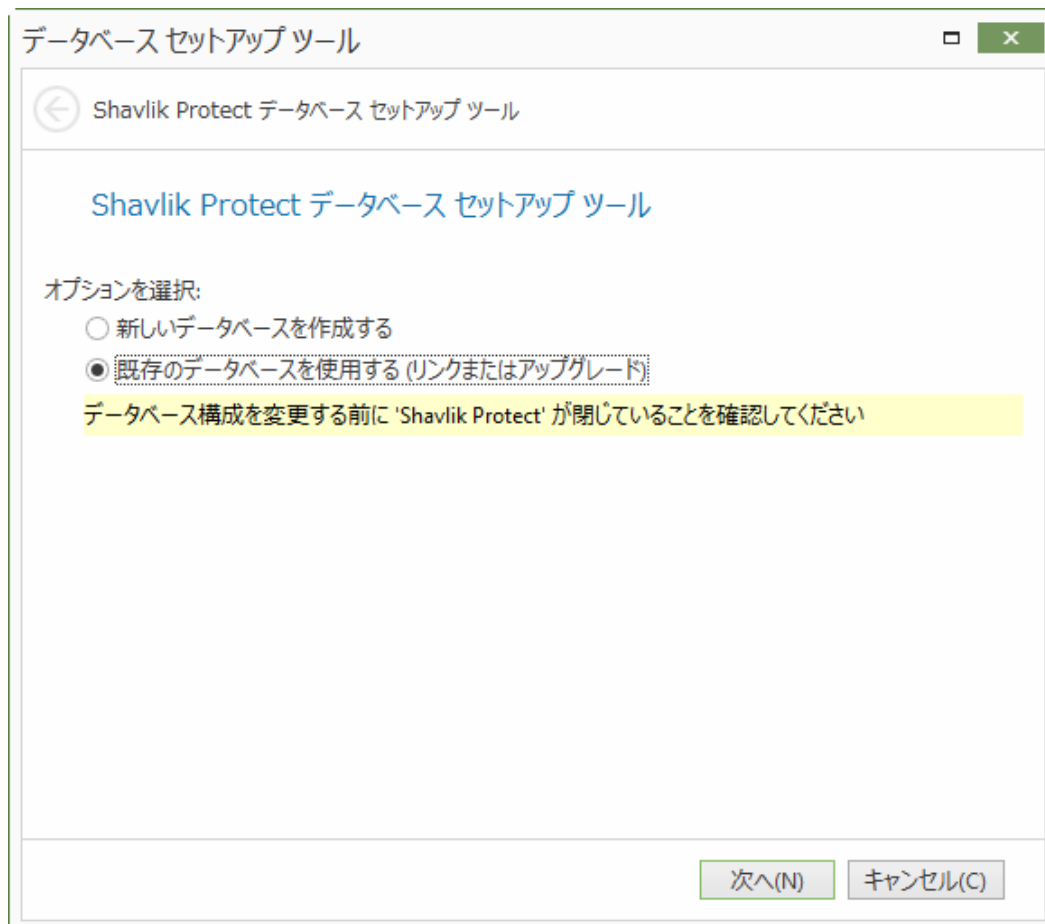 データベース セットアップ ツール
Shavlik Protect データベース セットアップ ツール
Shavlik Protect データベース セットアップ ツール
オプションを選択:
新しいデータベースを作成する
既存のデータベースを使用する (リンクまたはアップグレード)
データベース構成を変更する前に 'Shavlik Protect' が閉じていることを確認してください
次へ(N)
キャンセル(C)